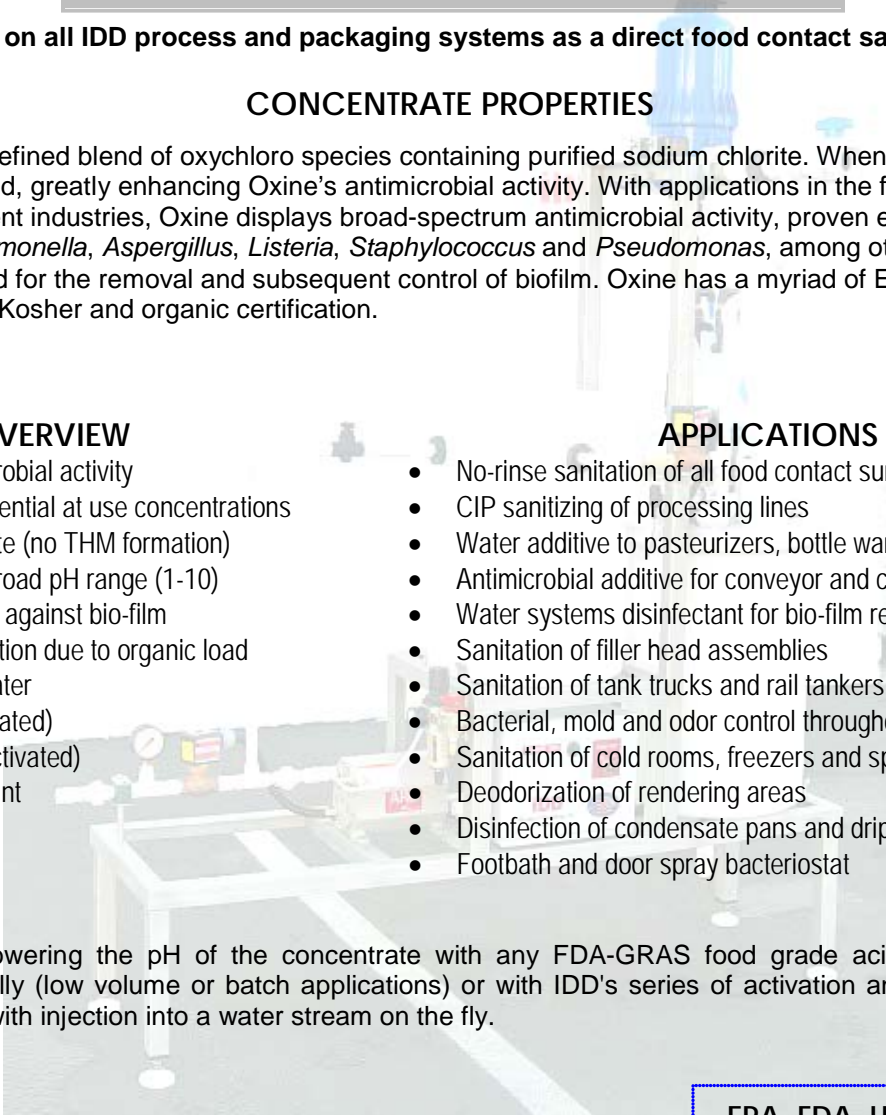 on all IDD process and packaging systems as a direct food contact sa
CONCENTRATE PROPERTIES
efined blend of oxychloro species containing purified sodium chlorite. When
d, greatly enhancing Oxine's antimicrobial activity. With applications in the f
ent industries, Oxine displays broad-spectrum antimicrobial activity, proven e
monella, Aspergillus, Listeria, Staphylococcus and Pseudomonas, among ot
d for the removal and subsequent control of biofilm. Oxine has a myriad of E
Kosher and organic certification.
VERVIEW
robial activity
ential at use concentrations
te (no THM formation)
road pH range (1-10)
against bio-film
tion due to organic load
ater
ated)
ctivated)
nt
APPLICATIONS
• No-rinse sanitation of all food contact su
• CIP sanitizing of processing lines
• Water additive to pasteurizers, bottle war
• Antimicrobial additive for conveyor and c
• Water systems disinfectant for bio-film re
• Sanitation of filler head assemblies
• Sanitation of tank trucks and rail tankers
• Bacterial, mold and odor control througho
• Sanitation of cold rooms, freezers and sp
• Deodorization of rendering areas
• Disinfection of condensate pans and drip
• Footbath and door spray bacteriostat
owering the pH of the concentrate with any FDA-GRAS food grade aci
lly (low volume or batch applications) or with IDD's series of activation an
with injection into a water stream on the fly.
EPA, FDA, U